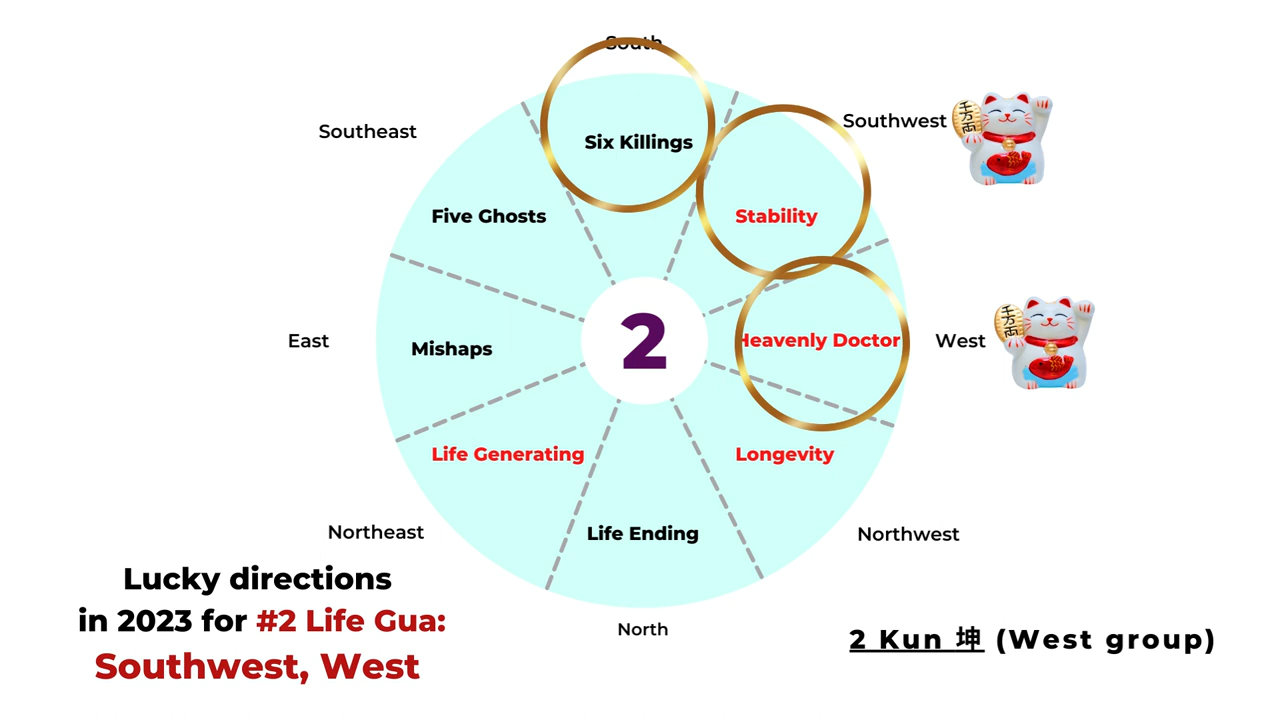 South
Southeast
Southwest
Six Killings
Five Ghosts
Stability
East
Mishaps
2
Heavenly Doctor
West
Life Generating
Longevity
Northeast
Life Ending
Northwest
North
Lucky directions
in 2023 for #2 Life Gua:
Southwest, West
2 Kun 坤 (West group)